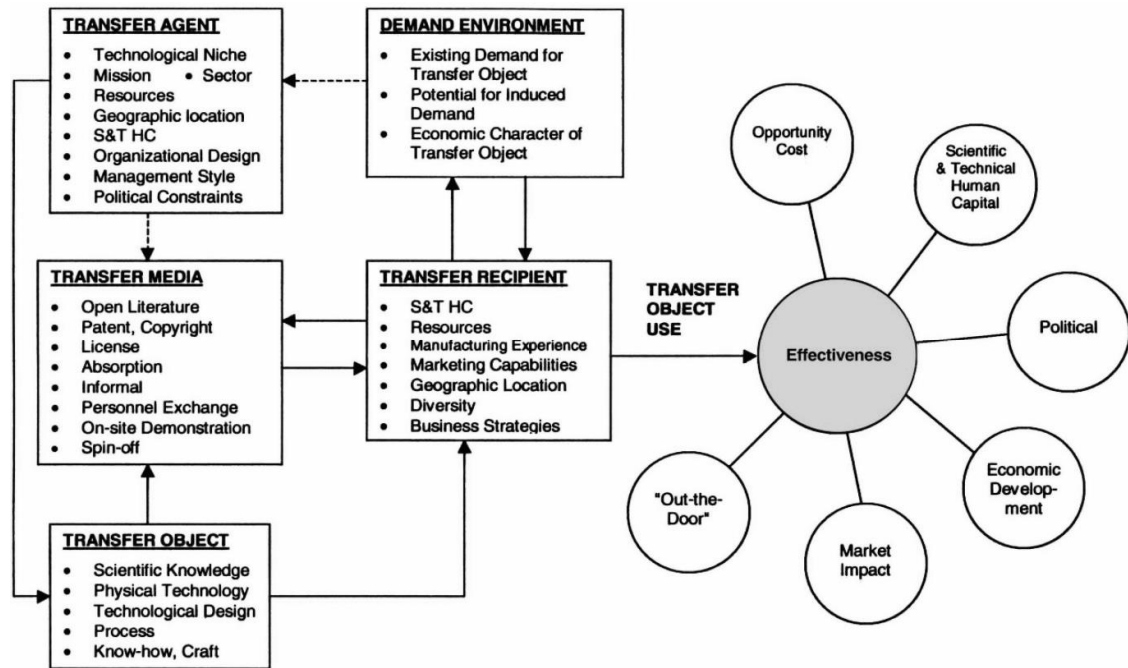 TRANSFER AGENT
• Technological Niche
• Mission • Sector
• Resources
• Geographic location
• S&T HC
• Organizational Design
• Management Style
• Political Constraints
DEMAND ENVIRONMENT
• Existing Demand for
Transfer Object
• Potential for Induced
Demand
• Economic Character of
Transfer Object
TRANSFER MEDIA
• Open Literature
• Patent, Copyright
• License
• Absorption
• Informal
• Personnel Exchange
• On-site Demonstration
• Spin-off
TRANSFER RECIPIENT
• S&T HC
• Resources
• Manufacturing Experience
• Marketing Capabilities
• Geographic Location
• Diversity
• Business Strategies
TRANSFER OBJECT
• Scientific Knowledge
• Physical Technology
• Technological Design
• Process
• Know-how, Craft
TRANSFER
OBJECT
USE
Effectiveness
Opportunity
Cost
Scientific
& Technical
Human
Capital
Political
Economic
Develop-
ment
Market
Impact
"Out-the-
Door"